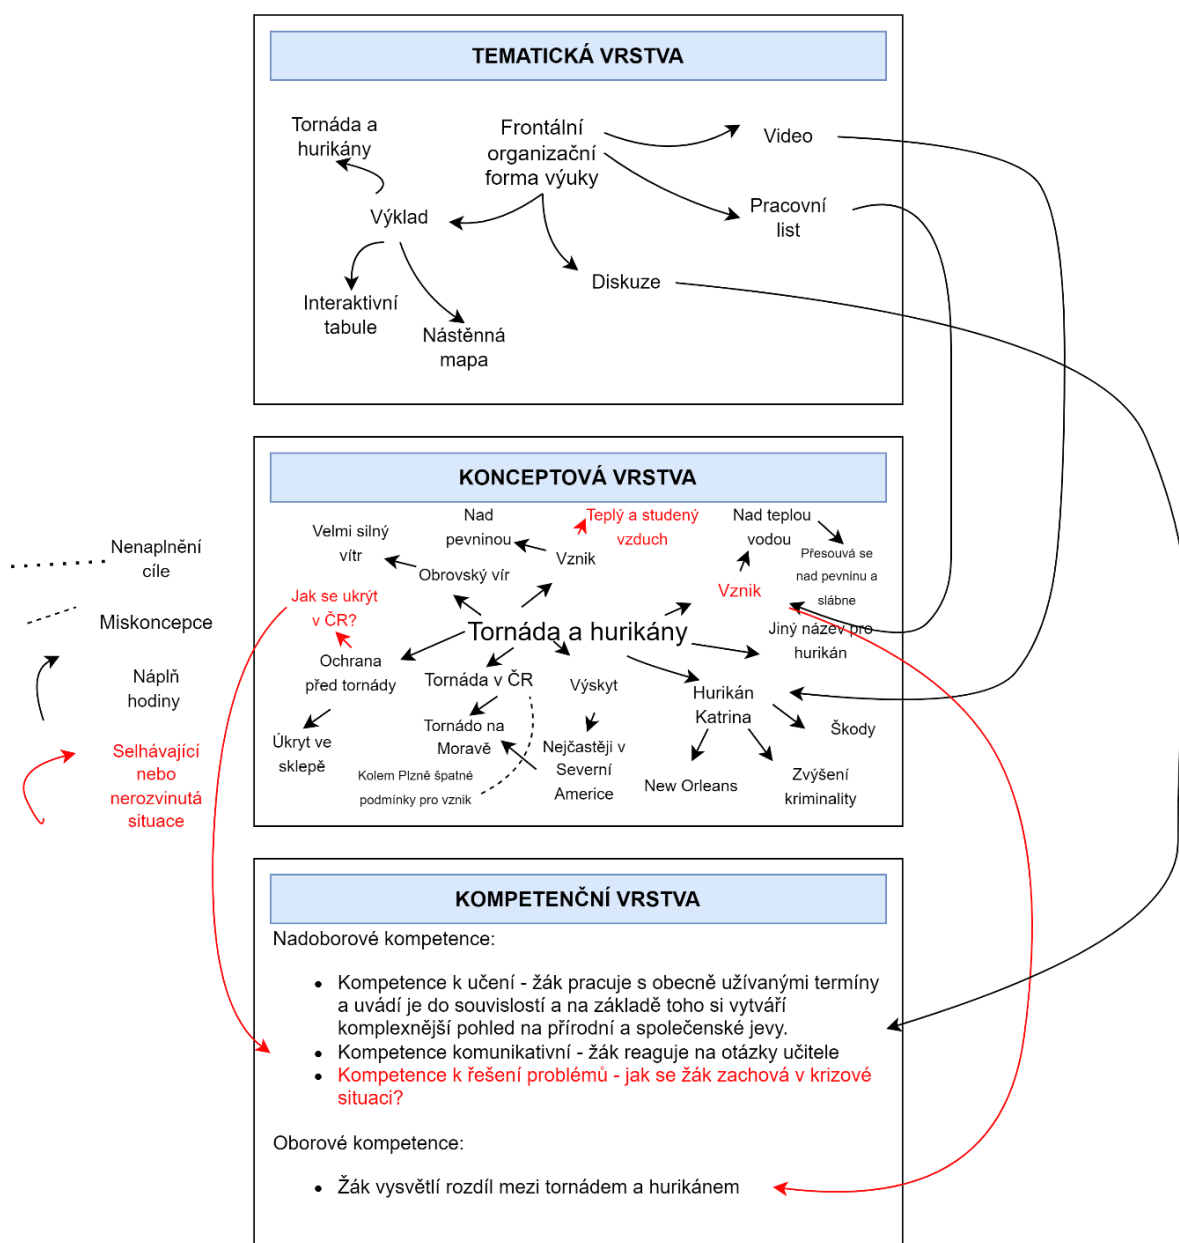 TEMATICKÁ VRSTVA
Tornáda a
hurikány
Frontální
organizační
forma výuky
Video
Výklad
Pracovní
list
Diskuze
Interaktivní
tabule
Nástěnná
mapa
KONCEPTOVÁ VRSTVA
Velmi silný
vítr
Nad
pevninou
Teplý a studený
vzduch
Nad teplou
vodou
Přesouvá se
nad pevninu a
slábne
Vznik
Obrovský vír
Vznik
Jak se ukrýt
v ČR?
Tornáda a hurikány
Jiný název pro
hurikán
Ochrana
před tornády
Tornáda v ČR
Výskyt
Hurikán
Katrina
Škody
Úkryt ve
sklepě
Tornádo na
Moravě
Nejčastěji v
Severní
Americe
Kolem Plzně špatné
podmínky pro vznik
New Orleans
Zvýšení
kriminality
Nenaplnění
cíle
Miskoncepce
Náplň
hodiny
Selhávající
nebo
nerozvinutá
situace
KOMPETENČNÍ VRSTVA
Nadoborové kompetence:
• Kompetence k učení - žák pracuje s obecně užívanými termíny
a uvádí je do souvislostí a na základě toho si vytváří
komplexnější pohled na přírodní a společenské jevy.
• Kompetence komunikativní - žák reaguje na otázky učitele
• Kompetence k řešení problémů - jak se žák zachová v krizové
situaci?
Oborové kompetence:
• Žák vysvětlí rozdíl mezi tornádem a hurikánem